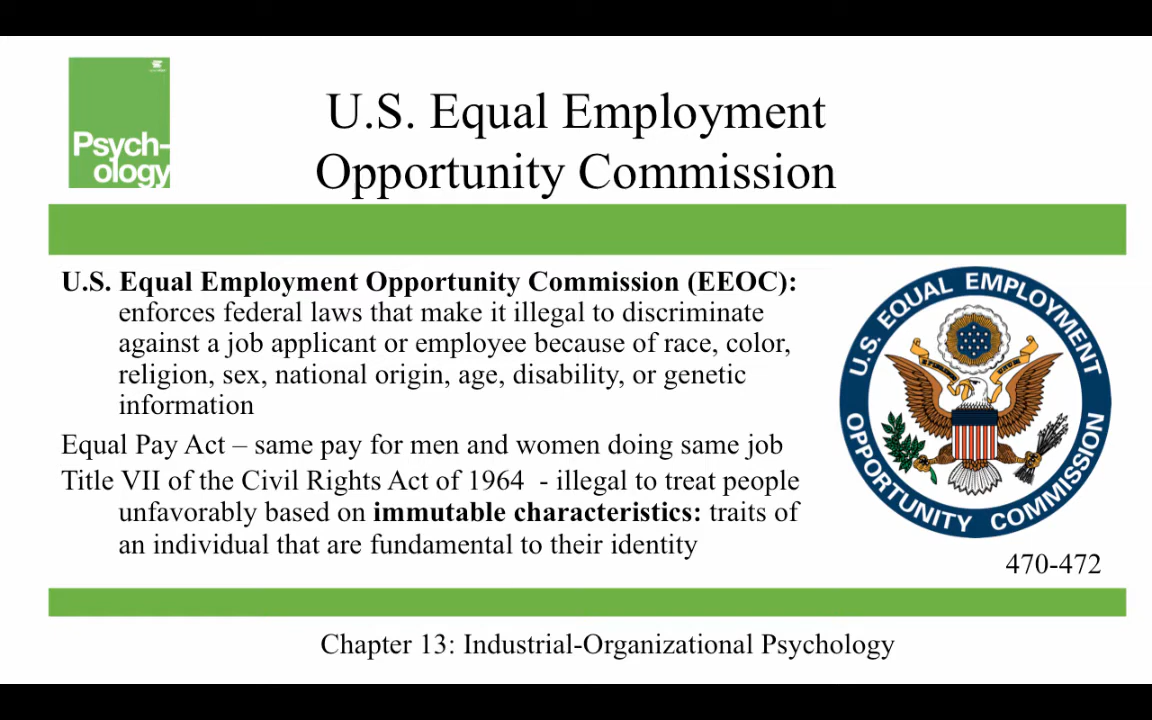 Psych-
ology
U.S. Equal Employment
Opportunity Commission
U.S. Equal Employment Opportunity Commission (EEOC):
enforces federal laws that make it illegal to discriminate
against a job applicant or employee because of race, color,
religion, sex, national origin, age, disability, or genetic
information
Equal Pay Act – same pay for men and women doing same job
Title VII of the Civil Rights Act of 1964 - illegal to treat people
unfavorably based on immutable characteristics: traits of
an individual that are fundamental to their identity
U.S. EQUAL EMPLOYMENT
OPPORTUNITY COMMISSION
470-472
Chapter 13: Industrial-Organizational Psychology